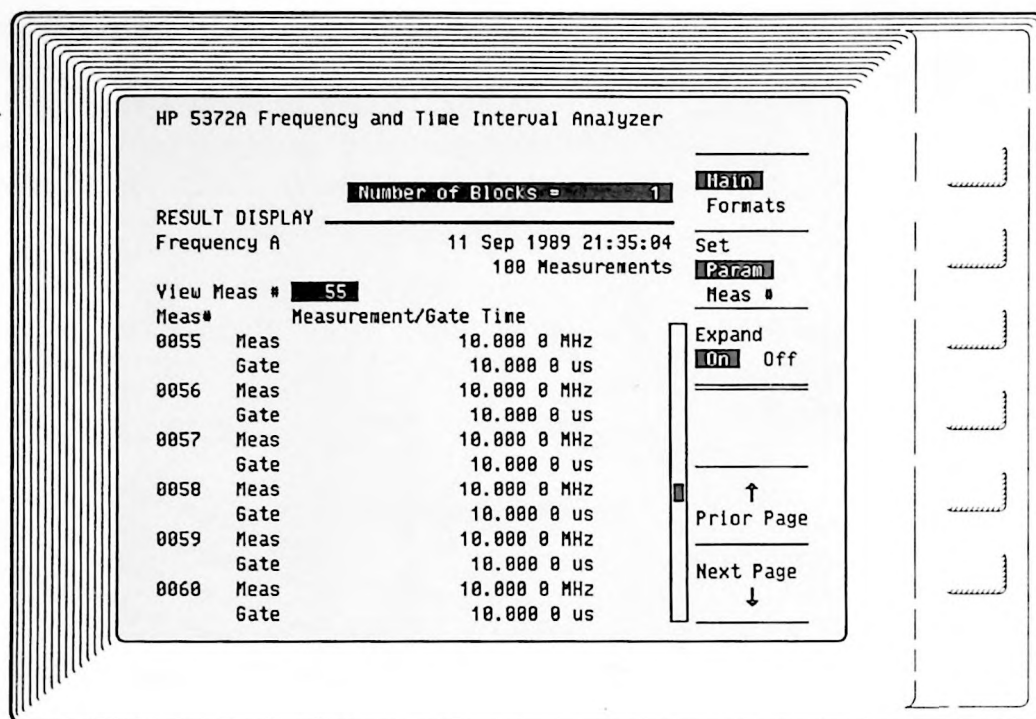 HP 5372A Frequency and Time Interval Analyzer
Number of Blocks = 1
RESULT DISPLAY
Frequency A 11 Sep 1989 21:35:04
100 Measurements
View Meas # 55
Meas# Measurement/Gate Time
0055 Meas 10.000 0 MHz
Gate 10.000 0 us
0056 Meas 10.000 0 MHz
Gate 10.000 0 us
0057 Meas 10.000 0 MHz
Gate 10.000 0 us
0058 Meas 10.000 0 MHz
Gate 10.000 0 us
0059 Meas 10.000 0 MHz
Gate 10.000 0 us
0060 Meas 10.000 0 MHz
Gate 10.000 0 us
Main
Formats
Set
Param
Meas #
Expand
On Off
↑
Prior Page
Next Page
↓